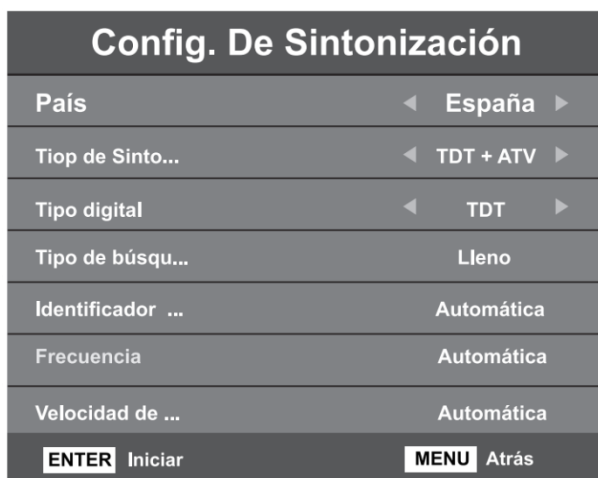 Config. De Sintonización
País España
Tiop de Sinto... TDT + ATV
Tipo digital TDT
Tipo de búsqu... Lleno
Identificador ... Automática
Frecuencia Automática
Velocidad de ... Automática
ENTER Iniciar MENU Atrás